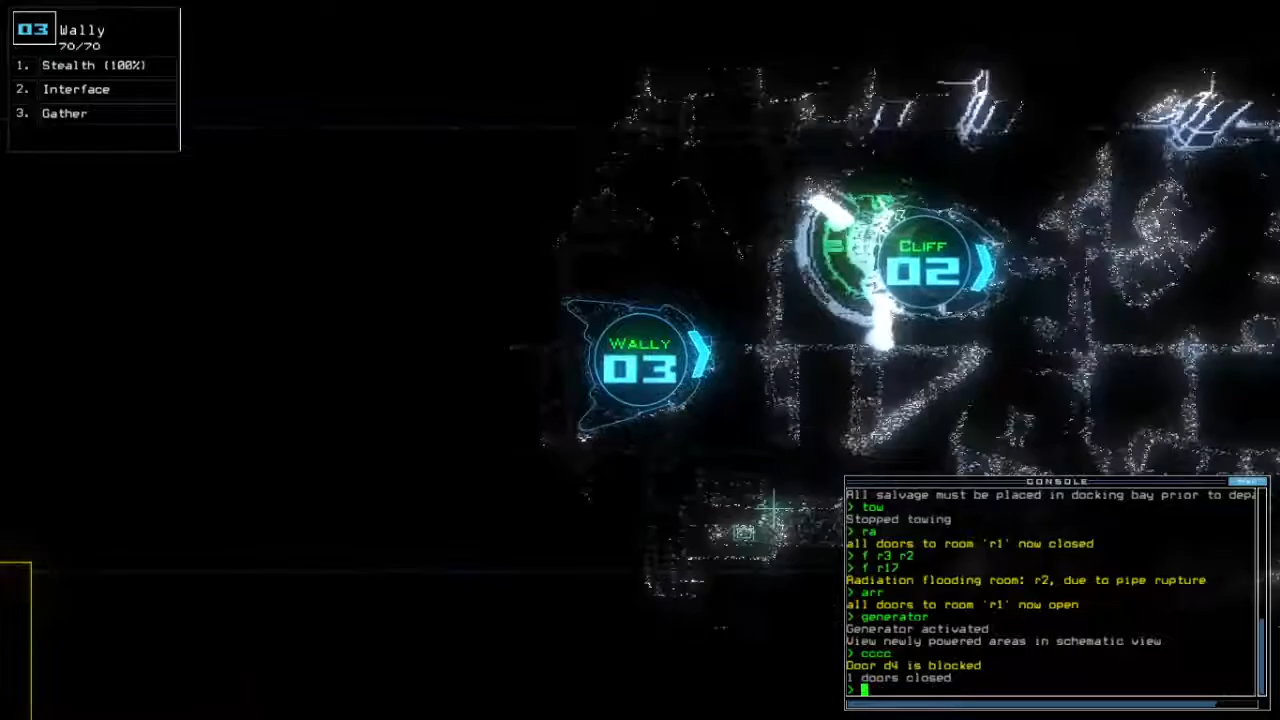 03 Wally
70/70
1. Stealth (100%)
2. Interface
3. Gather
CLIFF
02
WALLY
03
CONSOLE
All salvage must be placed in docking bay prior to depa
> tow
Stopped towing
> ra
all doors to room 'r1' now closed
> f r3 r2
> f r17
Radiation flooding room: r2, due to pipe rupture
> arr
all doors to room 'r1' now open
> generator
Generator activated
View newly powered areas in schematic view
> cccc
Door d4 is blocked
1 doors closed
>